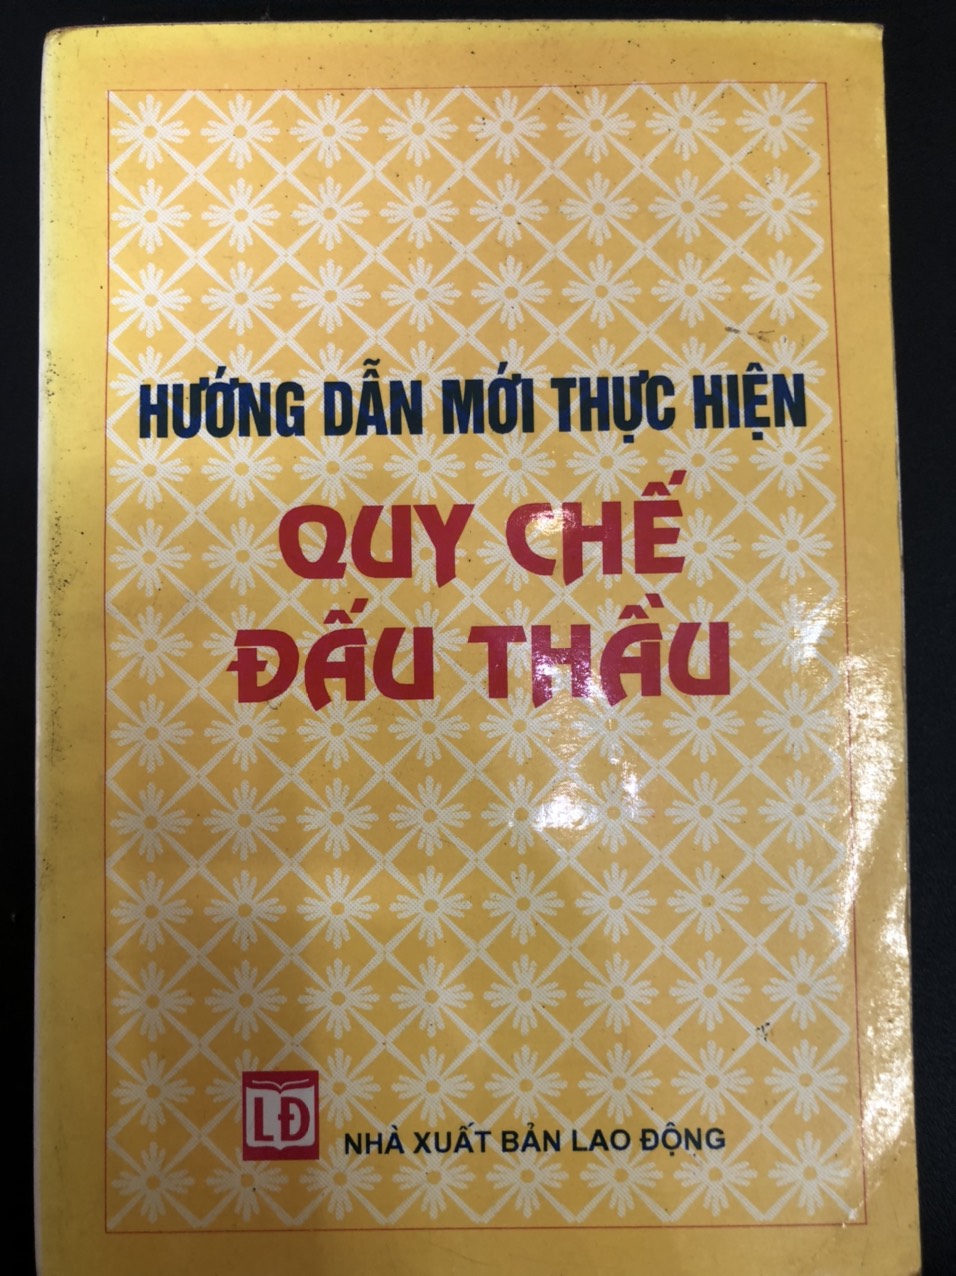 HƯỚNG DẪN MỚI THỰC HIỆN
QUY CHẾ
ĐẤU THẦU
LĐ
NHÀ XUẤT BẢN LAO ĐỘNG